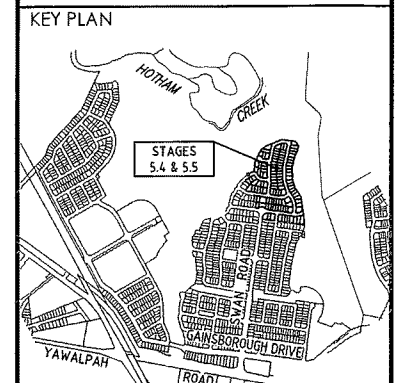 KEY PLAN
HOTHAM
CREEK
STAGES
5.4 & 5.5
SWAN ROAD
GAINSBOROUGH DRIVE
YAWALPAH
ROAD